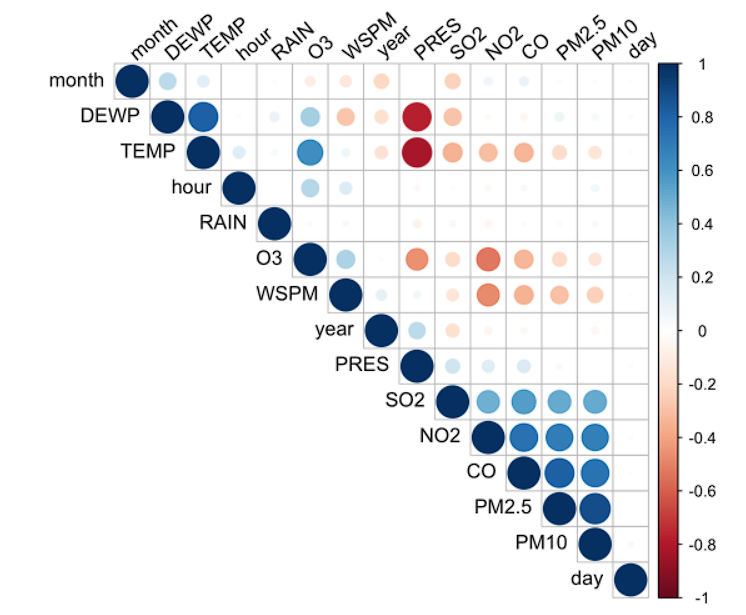 month DEWP TEMP hour RAIN O3 WSPM year PRES SO2 NO2 CO PM2.5 PM10 day
month
DEWP
TEMP
hour
RAIN
O3
WSPM
year
PRES
SO2
NO2
CO
PM2.5
PM10
day
1
0.8
0.6
0.4
0.2
0
-0.2
-0.4
-0.6
-0.8
-1